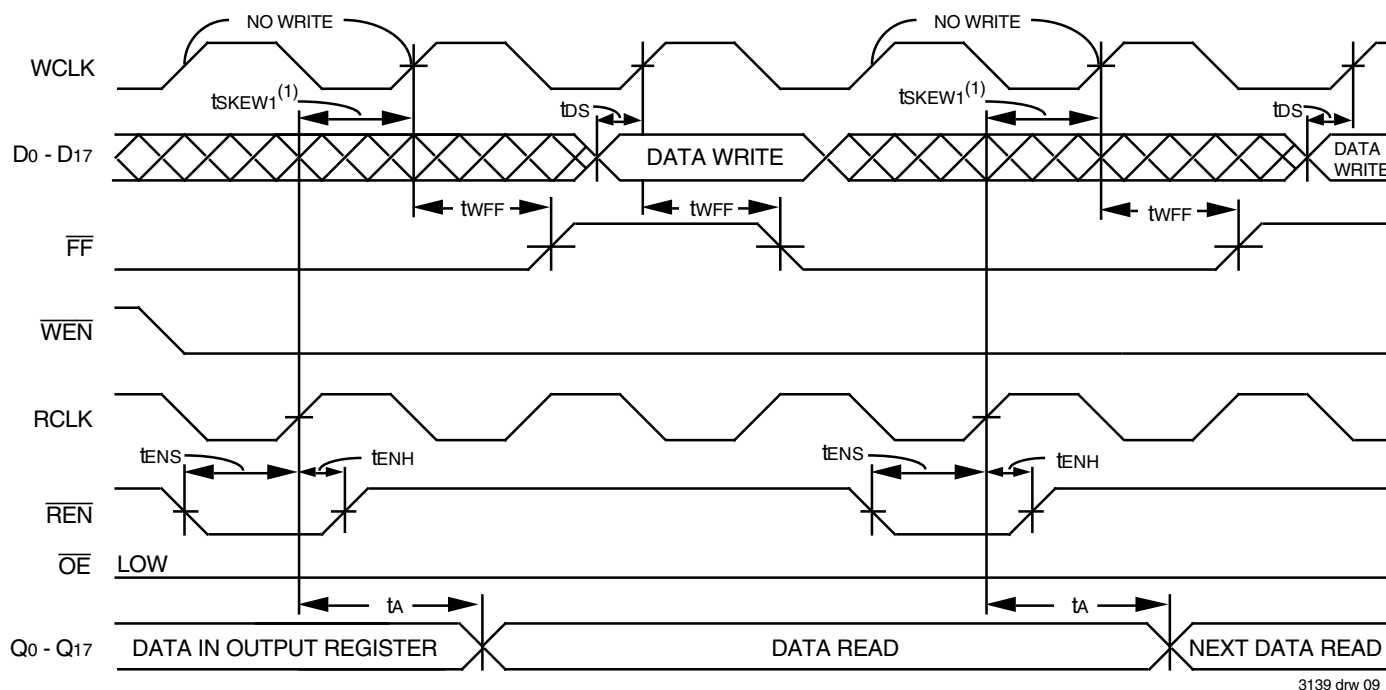 NO WRITE
NO WRITE
WCLK
tSKEW1(1)
tDS
tSKEW1(1)
tDS
D0 - D17
DATA WRITE
DATA
WRITE
tWFF
tWFF
tWFF
FF
WEN
RCLK
tENS
tENH
tENS
tENH
REN
OE
LOW
tA
tA
Q0 - Q17
DATA IN OUTPUT REGISTER
DATA READ
NEXT DATA READ
3139 drw 09